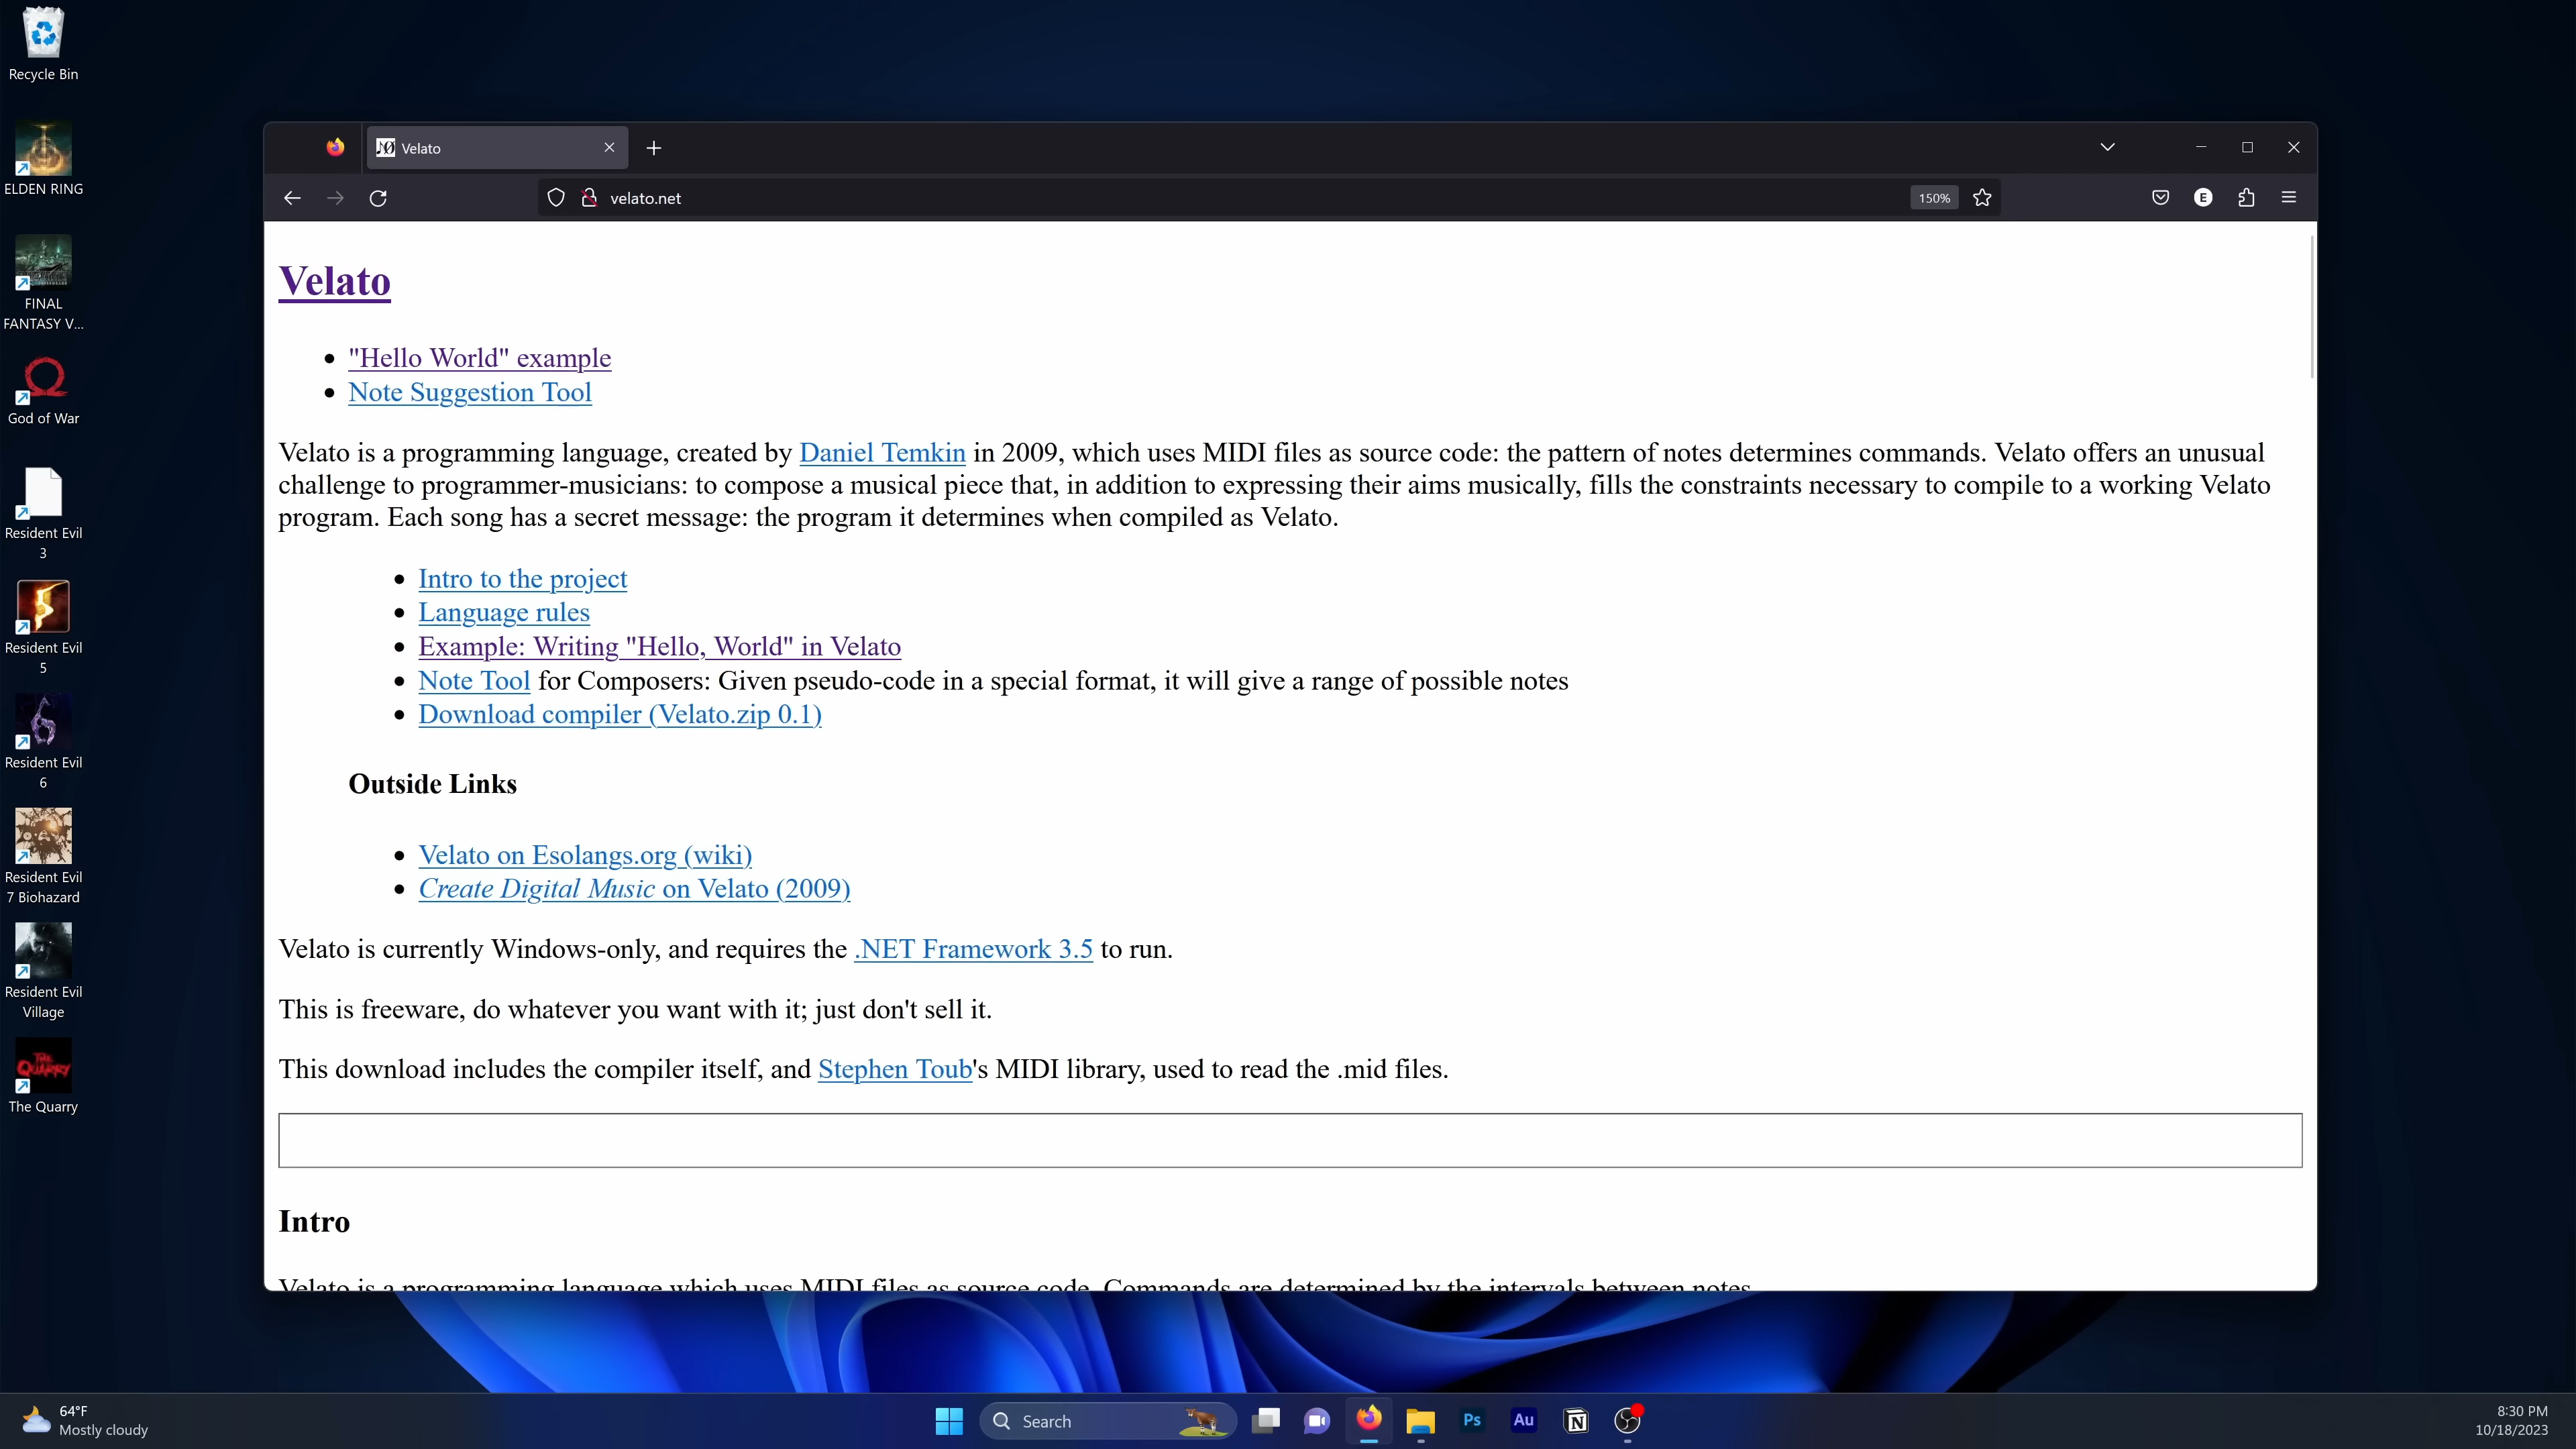 Recycle Bin
ELDEN RING
FINAL
FANTASY V...
God of War
Resident Evil
3
Resident Evil
5
Resident Evil
6
Resident Evil
7 Biohazard
Resident Evil
Village
THE QUARRY
The Quarry
Velato
velato.net
150%
E
Velato
"Hello World" example
Note Suggestion Tool
Velato is a programming language, created by Daniel Temkin in 2009, which uses MIDI files as source code: the pattern of notes determines commands. Velato offers an unusual
challenge to programmer-musicians: to compose a musical piece that, in addition to expressing their aims musically, fills the constraints necessary to compile to a working Velato
program. Each song has a secret message: the program it determines when compiled as Velato.
Intro to the project
Language rules
Example: Writing "Hello, World" in Velato
Note Tool for Composers: Given pseudo-code in a special format, it will give a range of possible notes
Download compiler (Velato.zip 0.1)
Outside Links
Velato on Esolangs.org (wiki)
Create Digital Music on Velato (2009)
Velato is currently Windows-only, and requires the .NET Framework 3.5 to run.
This is freeware, do whatever you want with it; just don't sell it.
This download includes the compiler itself, and Stephen Toub's MIDI library, used to read the .mid files.
Intro
Velato is a programming language which uses MIDI files as source code. Commands are determined by the intervals between notes
64°F
Mostly cloudy
Search
Ps
Au
N
8:30 PM
10/18/2023